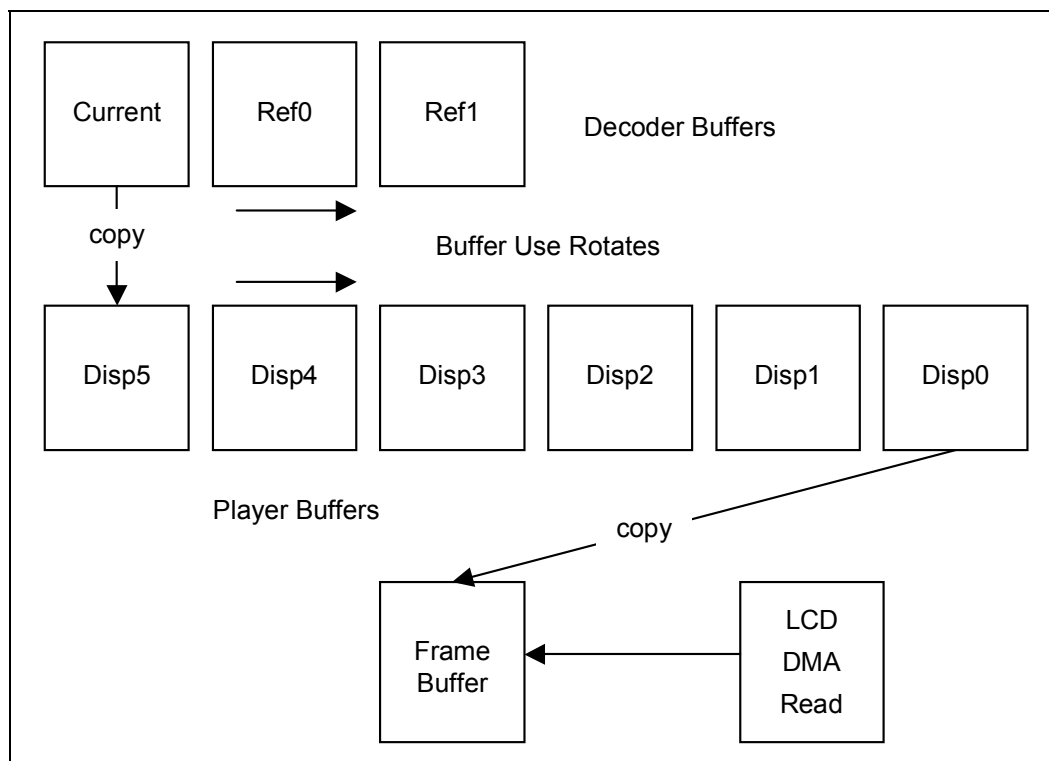 Current
Ref0
Ref1
Decoder Buffers
copy
Buffer Use Rotates
Disp5
Disp4
Disp3
Disp2
Disp1
Disp0
Player Buffers
copy
Frame
Buffer
LCD
DMA
Read